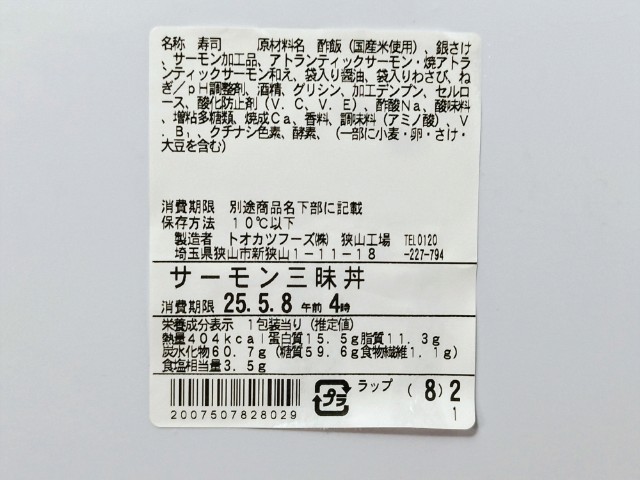 名称 寿司 原材料名 酢飯（国産米使用）、銀さけ
、サーモン加工品、アトランティックサーモン・焼アトラ
ンティックサーモン和え、袋入り醤油、袋入りわさび、ね
ぎ／ｐＨ調整剤、酒精、グリシン、加工デンプン、セルロ
ース、酸化防止剤（Ｖ．Ｃ、Ｖ．Ｅ）、酢酸Ｎａ、酸味料
、増粘多糖類、焼成Ｃａ、香料、調味料（アミノ酸）、Ｖ
．Ｂ₁、クチナシ色素、酵素、（一部に小麦・卵・さけ・
大豆を含む）
消費期限 別途商品名下部に記載
保存方法 １０℃以下
製造者 トオカツフーズ㈱ 狭山工場 TEL0120
埼玉県狭山市新狭山１－１１－１８ -227-794
サーモン三昧丼
消費期限 25.5.8 午前 4時
栄養成分表示 １包装当り（推定値）
熱量４０４ｋｃａｌ蛋白質１５．５ｇ脂質１１．３ｇ
炭水化物６０．７ｇ（糖質５９．６ｇ食物繊維１．１ｇ）
食塩相当量３．５ｇ
2007507828029 プラ ラップ （ 8）2
1